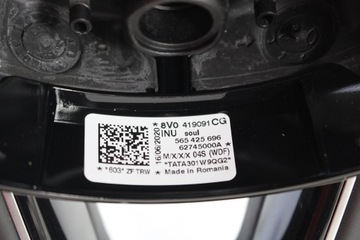 8V0 419091 CG
INU soul
565 425 696
62745000A *
M/X/X/X 04S (WDF)
*TATA301W9QG2*
Made in Romania
* 16/06/2020 *
*603* ZF TRW